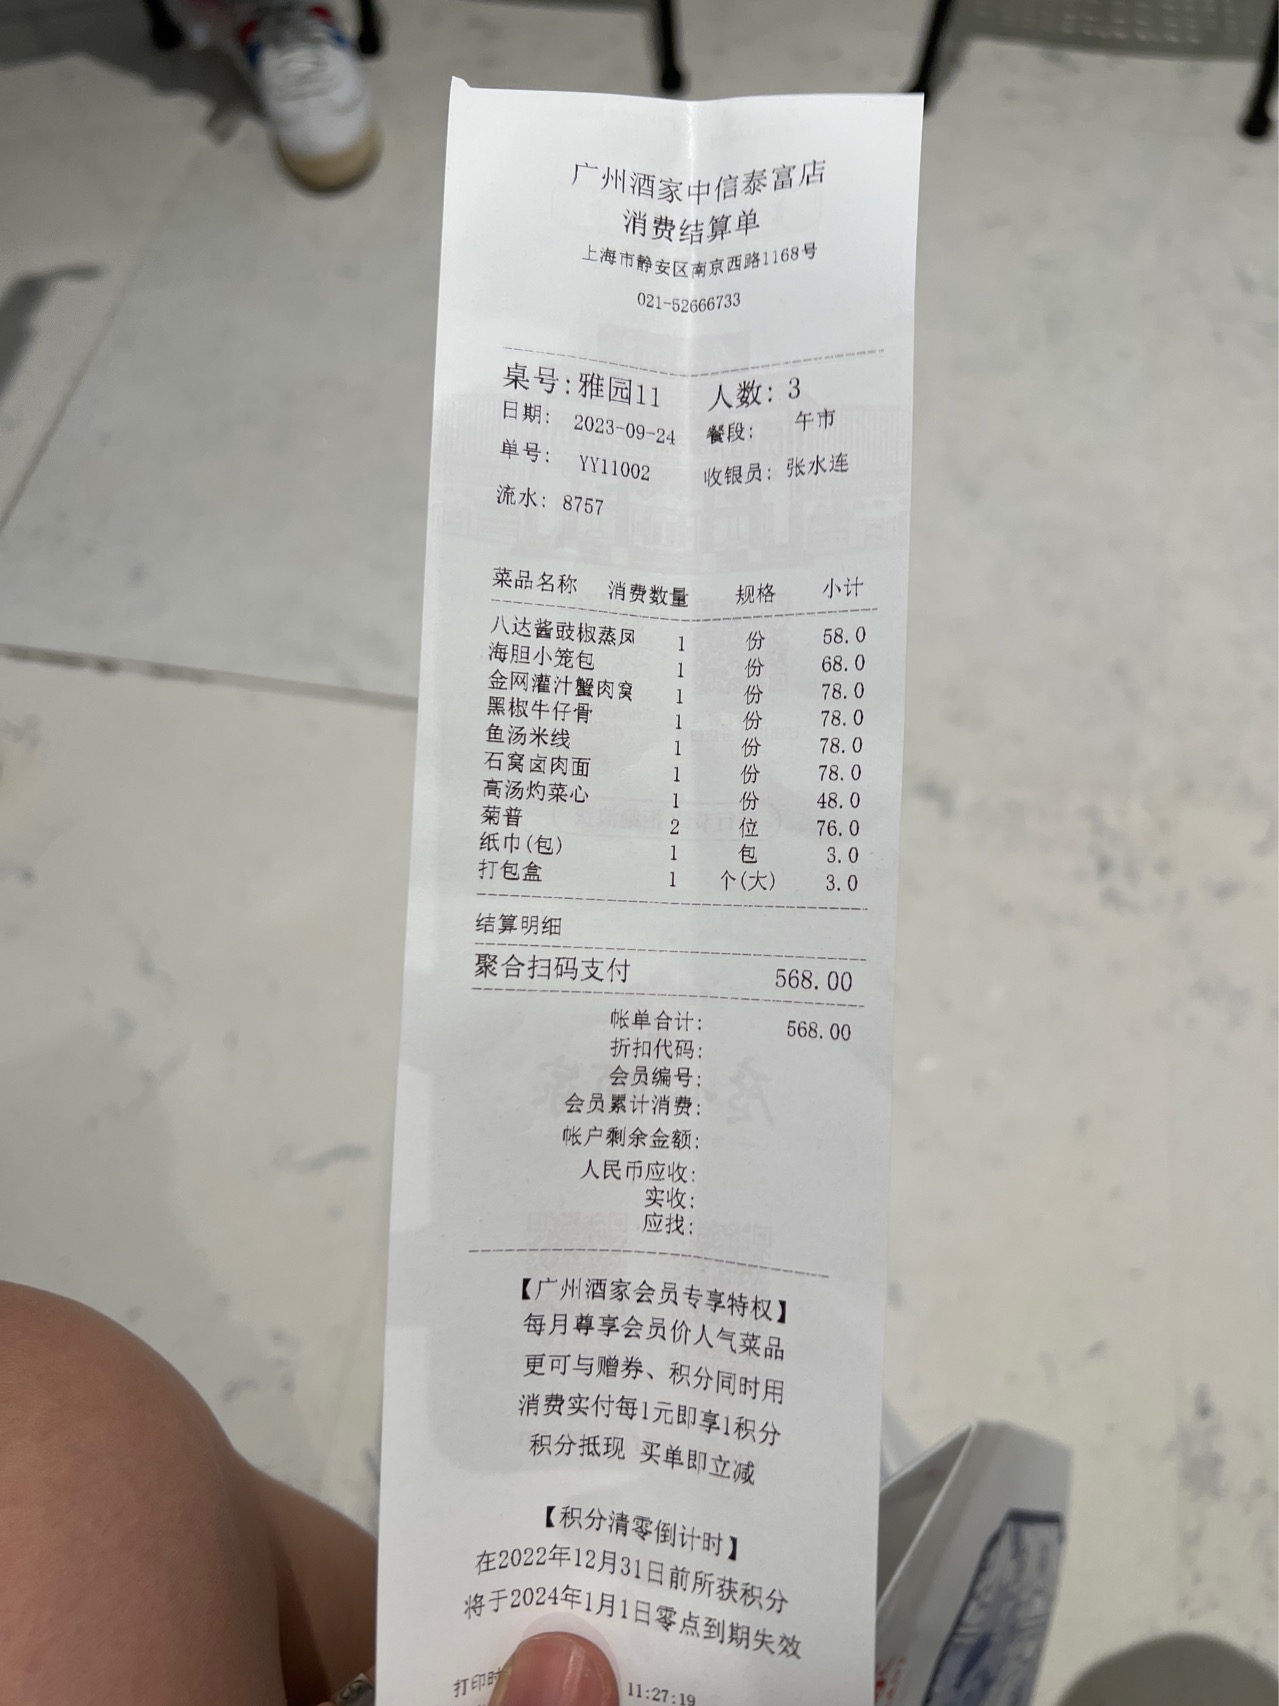 广州酒家中信泰富店
消费结算单
上海市静安区南京西路1168号
021-52666733
桌号:雅园11 人数: 3
日期: 2023-09-24 餐段: 午市
单号: YY11002 收银员: 张水连
流水: 8757
菜品名称 消费数量 规格 小计
八达酱豉椒蒸凤 1 份 58.0
海胆小笼包 1 份 68.0
金网灌汁蟹肉窝 1 份 78.0
黑椒牛仔骨 1 份 78.0
鱼汤米线 1 份 78.0
石窝卤肉面 1 份 78.0
高汤灼菜心 1 份 48.0
菊普 2 位 76.0
纸巾(包) 1 包 3.0
打包盒 1 个(大) 3.0
结算明细
聚合扫码支付 568.00
帐单合计: 568.00
折扣代码:
会员编号:
会员累计消费:
帐户剩余金额:
人民币应收:
实收:
应找:
【广州酒家会员专享特权】
每月尊享会员价人气菜品
更可与赠券、积分同时用
消费实付每1元即享1积分
积分抵现 买单即立减
【积分清零倒计时】
在2022年12月31日前所获积分
将于2024年1月1日零点到期失效
打印时 11:27:19